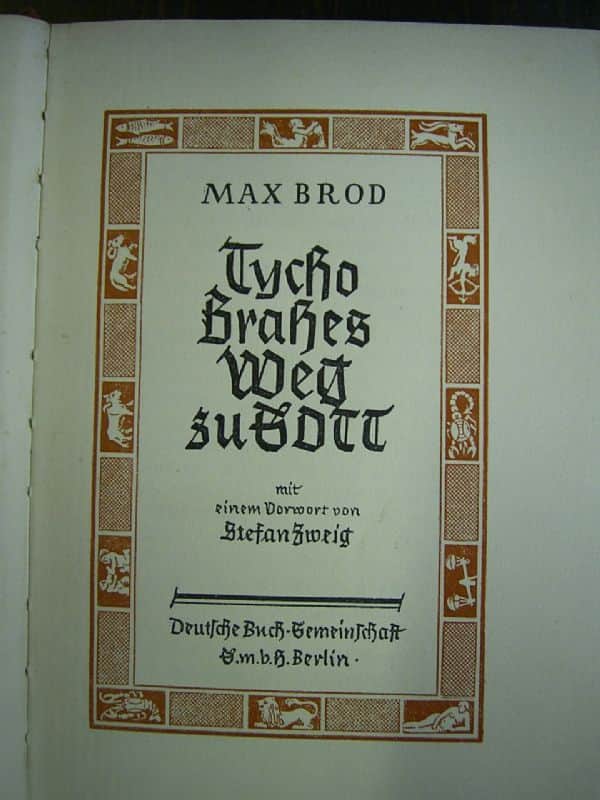 MAX BROD
Tycho
Brahes
Weg
zu GOTT
mit
einem Vorwort von
Stefan Zweig
Deutsche Buch-Gemeinschaft
G.m.b.H. Berlin.